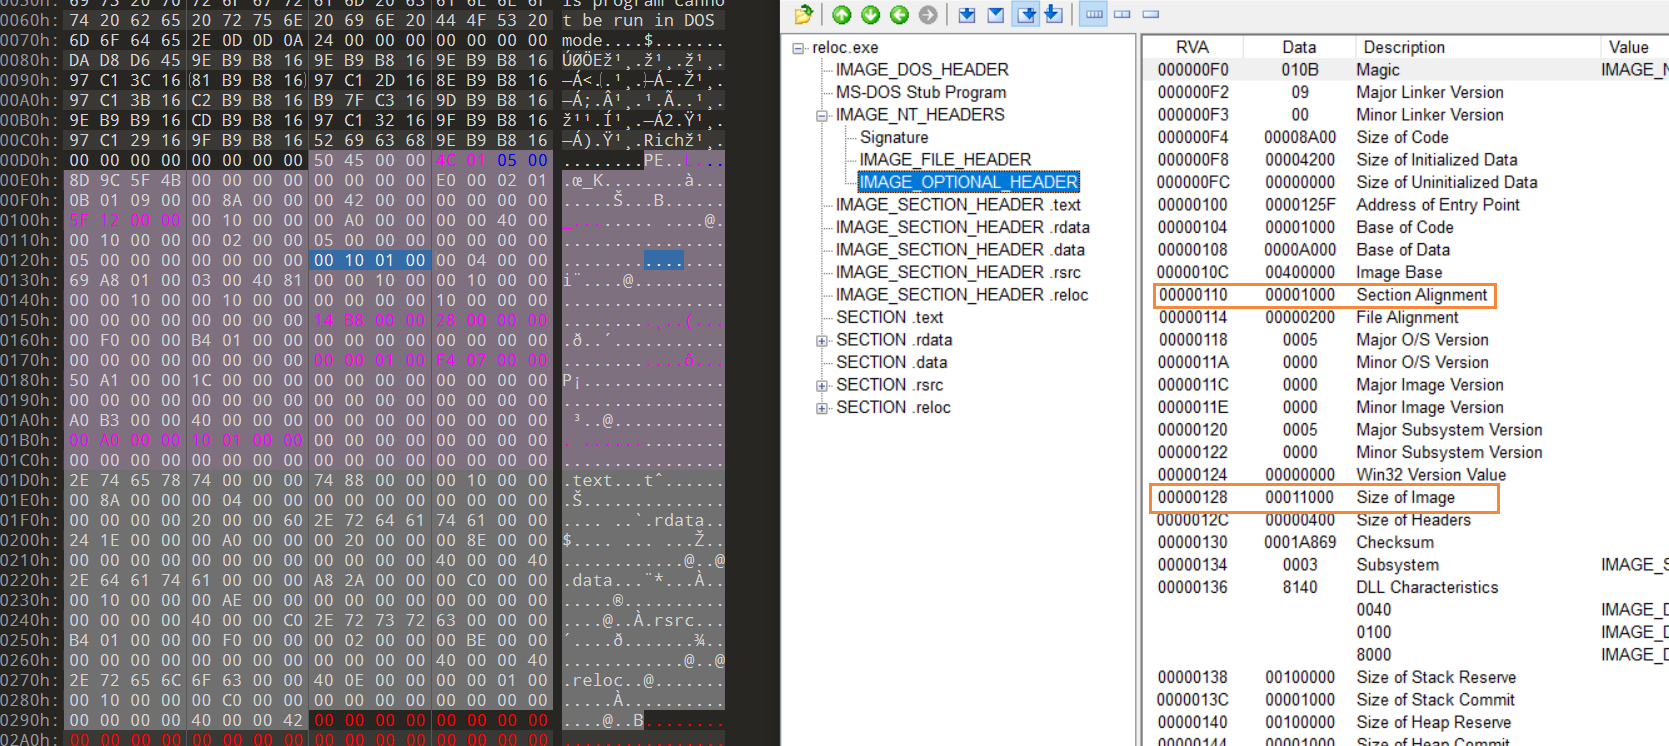 0050h: 69 73 20 70 72 6F 67 72 61 6D 20 63 61 6E 6E 6F is program canno
0060h: 74 20 62 65 20 72 75 6E 20 69 6E 20 44 4F 53 20 t be run in DOS
0070h: 6D 6F 64 65 2E 0D 0D 0A 24 00 00 00 00 00 00 00 mode....$.......
0080h: DA D8 D6 45 9E B9 B8 16 9E B9 B8 16 9E B9 B8 16 ÚØÖEž¹¸.ž¹¸.ž¹¸.
0090h: 97 C1 3C 16 81 B9 B8 16 97 C1 2D 16 8E B9 B8 16 —Á<..¹¸.—Á-.Ž¹¸.
00A0h: 97 C1 3B 16 C2 B9 B8 16 B9 7F C3 16 9D B9 B8 16 —Á;.Â¹¸.¹.Ã..¹¸.
00B0h: 9E B9 B9 16 CD B9 B8 16 97 C1 32 16 9F B9 B8 16 ž¹¹.Í¹¸.—Á2.Ÿ¹¸.
00C0h: 97 C1 29 16 9F B9 B8 16 52 69 63 68 9E B9 B8 16 —Á).Ÿ¹¸.Richž¹¸.
00D0h: 00 00 00 00 00 00 00 00 50 45 00 00 4C 01 05 00 ........PE..L...
00E0h: 8D 9C 5F 4B 00 00 00 00 00 00 00 00 E0 00 02 01 .œ_K........à...
00F0h: 0B 01 09 00 00 8A 00 00 00 42 00 00 00 00 00 00 .....Š...B......
0100h: 5F 12 00 00 00 10 00 00 00 A0 00 00 00 00 40 00 _.............@.
0110h: 00 10 00 00 00 02 00 00 05 00 00 00 00 00 00 00 ................
0120h: 05 00 00 00 00 00 00 00 00 10 01 00 00 04 00 00 ................
0130h: 69 A8 01 00 03 00 40 81 00 00 10 00 00 10 00 00 i¨....@.........
0140h: 00 00 10 00 00 10 00 00 00 00 00 00 10 00 00 00 ................
0150h: 00 00 00 00 00 00 00 00 14 B8 00 00 28 00 00 00 .........¸..(...
0160h: 00 F0 00 00 B4 01 00 00 00 00 00 00 00 00 00 00 .ð..´...........
0170h: 00 00 00 00 00 00 00 00 00 00 01 00 F4 07 00 00 ............ô...
0180h: 50 A1 00 00 1C 00 00 00 00 00 00 00 00 00 00 00 P¡..............
0190h: 00 00 00 00 00 00 00 00 00 00 00 00 00 00 00 00 ................
01A0h: A0 B3 00 00 40 00 00 00 00 00 00 00 00 00 00 00 ³..@...........
01B0h: 00 A0 00 00 10 01 00 00 00 00 00 00 00 00 00 00 . ..............
01C0h: 00 00 00 00 00 00 00 00 00 00 00 00 00 00 00 00 ................
01D0h: 2E 74 65 78 74 00 00 00 74 88 00 00 00 10 00 00 .text...tˆ......
01E0h: 00 8A 00 00 00 04 00 00 00 00 00 00 00 00 00 00 .Š..............
01F0h: 00 00 00 00 20 00 00 60 2E 72 64 61 74 61 00 00 .... ..`.rdata..
0200h: 24 1E 00 00 00 A0 00 00 00 20 00 00 00 8E 00 00 $.... ... ...Ž..
0210h: 00 00 00 00 00 00 00 00 00 00 00 00 40 00 00 40 ............@..@
0220h: 2E 64 61 74 61 00 00 00 A8 2A 00 00 00 C0 00 00 .data...¨*...À..
0230h: 00 10 00 00 00 AE 00 00 00 00 00 00 00 00 00 00 .....®..........
0240h: 00 00 00 00 40 00 00 C0 2E 72 73 72 63 00 00 00 ....@..À.rsrc...
0250h: B4 01 00 00 00 F0 00 00 00 02 00 00 00 BE 00 00 ´....ð.......¾..
0260h: 00 00 00 00 00 00 00 00 00 00 00 00 40 00 00 40 ............@..@
0270h: 2E 72 65 6C 6F 63 00 00 40 0E 00 00 00 00 01 00 .reloc..@.......
0280h: 00 10 00 00 00 C0 00 00 00 00 00 00 00 00 00 00 .....À..........
0290h: 00 00 00 00 40 00 00 42 00 00 00 00 00 00 00 00 ....@..B........
02A0h: 00 00 00 00 00 00 00 00 00 00 00 00 00 00 00 00 ................
reloc.exe
IMAGE_DOS_HEADER
MS-DOS Stub Program
IMAGE_NT_HEADERS
Signature
IMAGE_FILE_HEADER
IMAGE_OPTIONAL_HEADER
IMAGE_SECTION_HEADER .text
IMAGE_SECTION_HEADER .rdata
IMAGE_SECTION_HEADER .data
IMAGE_SECTION_HEADER .rsrc
IMAGE_SECTION_HEADER .reloc
SECTION .text
SECTION .rdata
SECTION .data
SECTION .rsrc
SECTION .reloc
RVA Data Description Value
000000F0 010B Magic IMAGE_N
000000F2 09 Major Linker Version
000000F3 00 Minor Linker Version
000000F4 00008A00 Size of Code
000000F8 00004200 Size of Initialized Data
000000FC 00000000 Size of Uninitialized Data
00000100 0000125F Address of Entry Point
00000104 00001000 Base of Code
00000108 0000A000 Base of Data
0000010C 00400000 Image Base
00000110 00001000 Section Alignment
00000114 00000200 File Alignment
00000118 0005 Major O/S Version
0000011A 0000 Minor O/S Version
0000011C 0000 Major Image Version
0000011E 0000 Minor Image Version
00000120 0005 Major Subsystem Version
00000122 0000 Minor Subsystem Version
00000124 00000000 Win32 Version Value
00000128 00011000 Size of Image
0000012C 00000400 Size of Headers
00000130 0001A869 Checksum
00000134 0003 Subsystem IMAGE_S
00000136 8140 DLL Characteristics
0040 IMAGE_D
0100 IMAGE_D
8000 IMAGE_D
00000138 00100000 Size of Stack Reserve
0000013C 00001000 Size of Stack Commit
00000140 00100000 Size of Heap Reserve
00000144 00001000 Size of Heap Commit